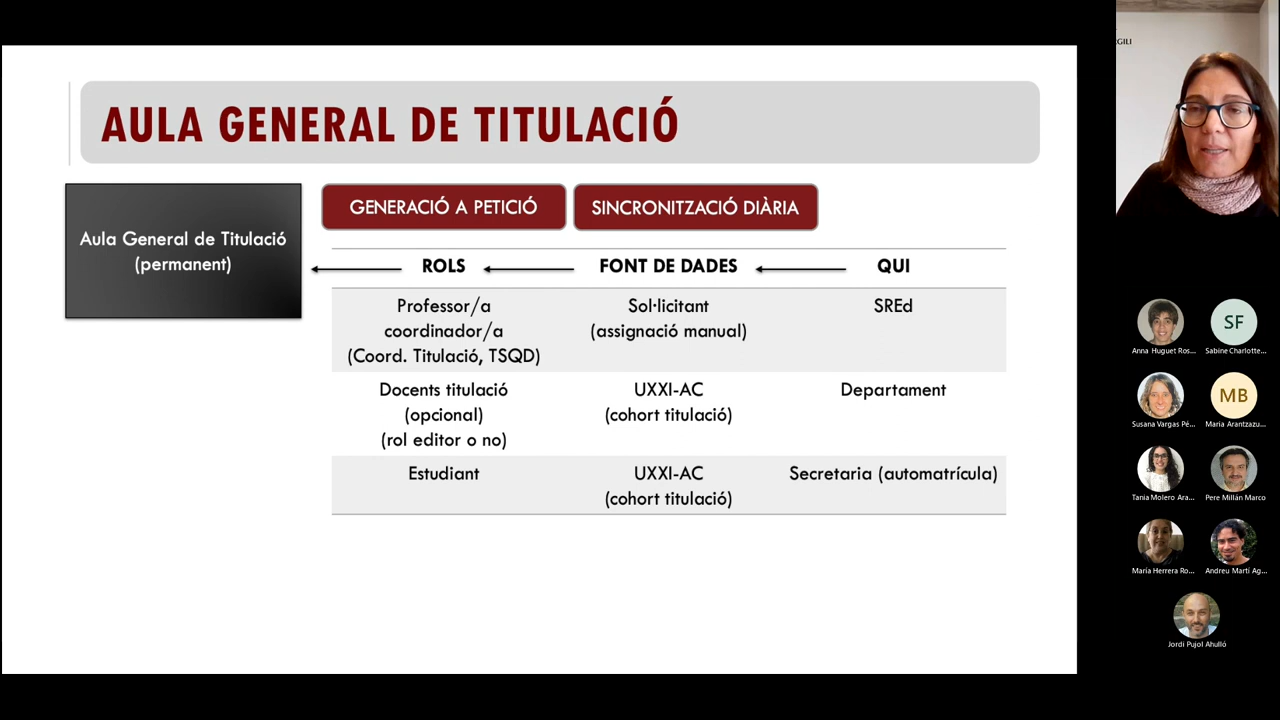 AULA GENERAL DE TITULACIÓ
Aula General de Titulació
(permanent)
GENERACIÓ A PETICIÓ
SINCRONITZACIÓ DIÀRIA
ROLS
FONT DE DADES
QUI
Professor/a
coordinador/a
(Coord. Titulació, TSQD)
Sol·licitant
(assignació manual)
SREd
Docents titulació
(opcional)
(rol editor o no)
UXXI-AC
(cohort titulació)
Departament
Estudiant
UXXI-AC
(cohort titulació)
Secretaria (automatrícula)
SF
Anna Huguet Ros...
Sabine Charlotte...
MB
Susana Vargas Pé...
Maria Arantzazu...
Tania Molero Ara...
Pere Millán Marco
María Herrera Ro...
Andreu Martí Ag...
Jordi Pujol Ahulló